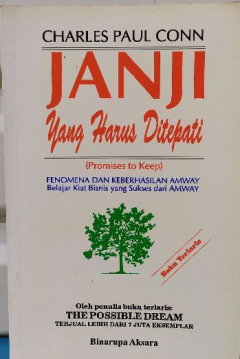 CHARLES PAUL CONN
JANJI
Yang Harus Ditepati
(Promises to Keep)
FENOMENA DAN KEBERHASILAN AMWAY
Belajar Kiat Bisnis yang Sukses dari AMWAY
Buku Terlaris
Oleh penulis buku terlaris:
THE POSSIBLE DREAM
TERJUAL LEBIH DARI 7 JUTA EKSEMPLAR
Binarupa Aksara